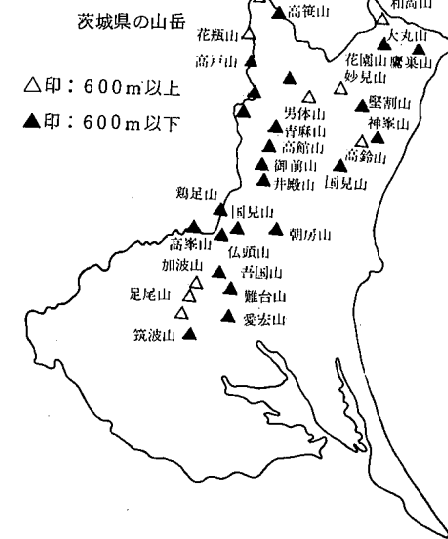 茨城県の山岳
△印：600m以上
▲印：600m以下
高笹山
和尚山
花瓶山
大丸山
高戸山
花園山
鷹巣山
妙見山
男体山
竪割山
青麻山
神峯山
高館山
高鈴山
御前山
井殿山
国見山
鶏足山
国見山
朝房山
高峯山
仏頭山
加波山
吾国山
足尾山
難台山
愛宕山
筑波山